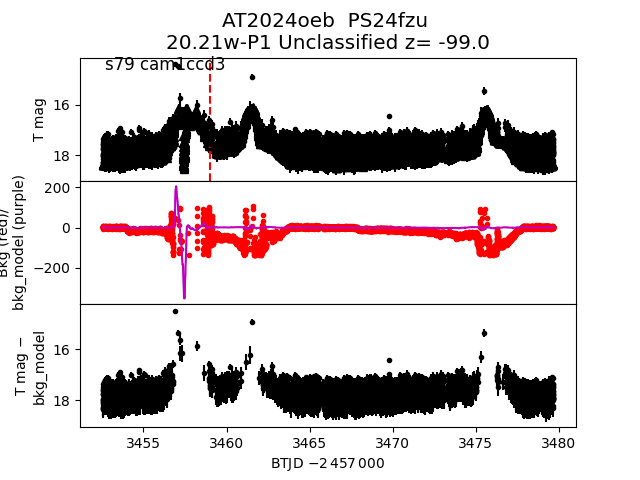 AT2024oeb  PS24fzu
20.21w-P1 Unclassified z= -99.0
s79 cam1ccd3
T mag
16
18
Bkg (red)/
bkg_model (purple)
200
0
−200
T mag −
bkg_model
16
18
3455 3460 3465 3470 3475 3480
BTJD −2 457 000